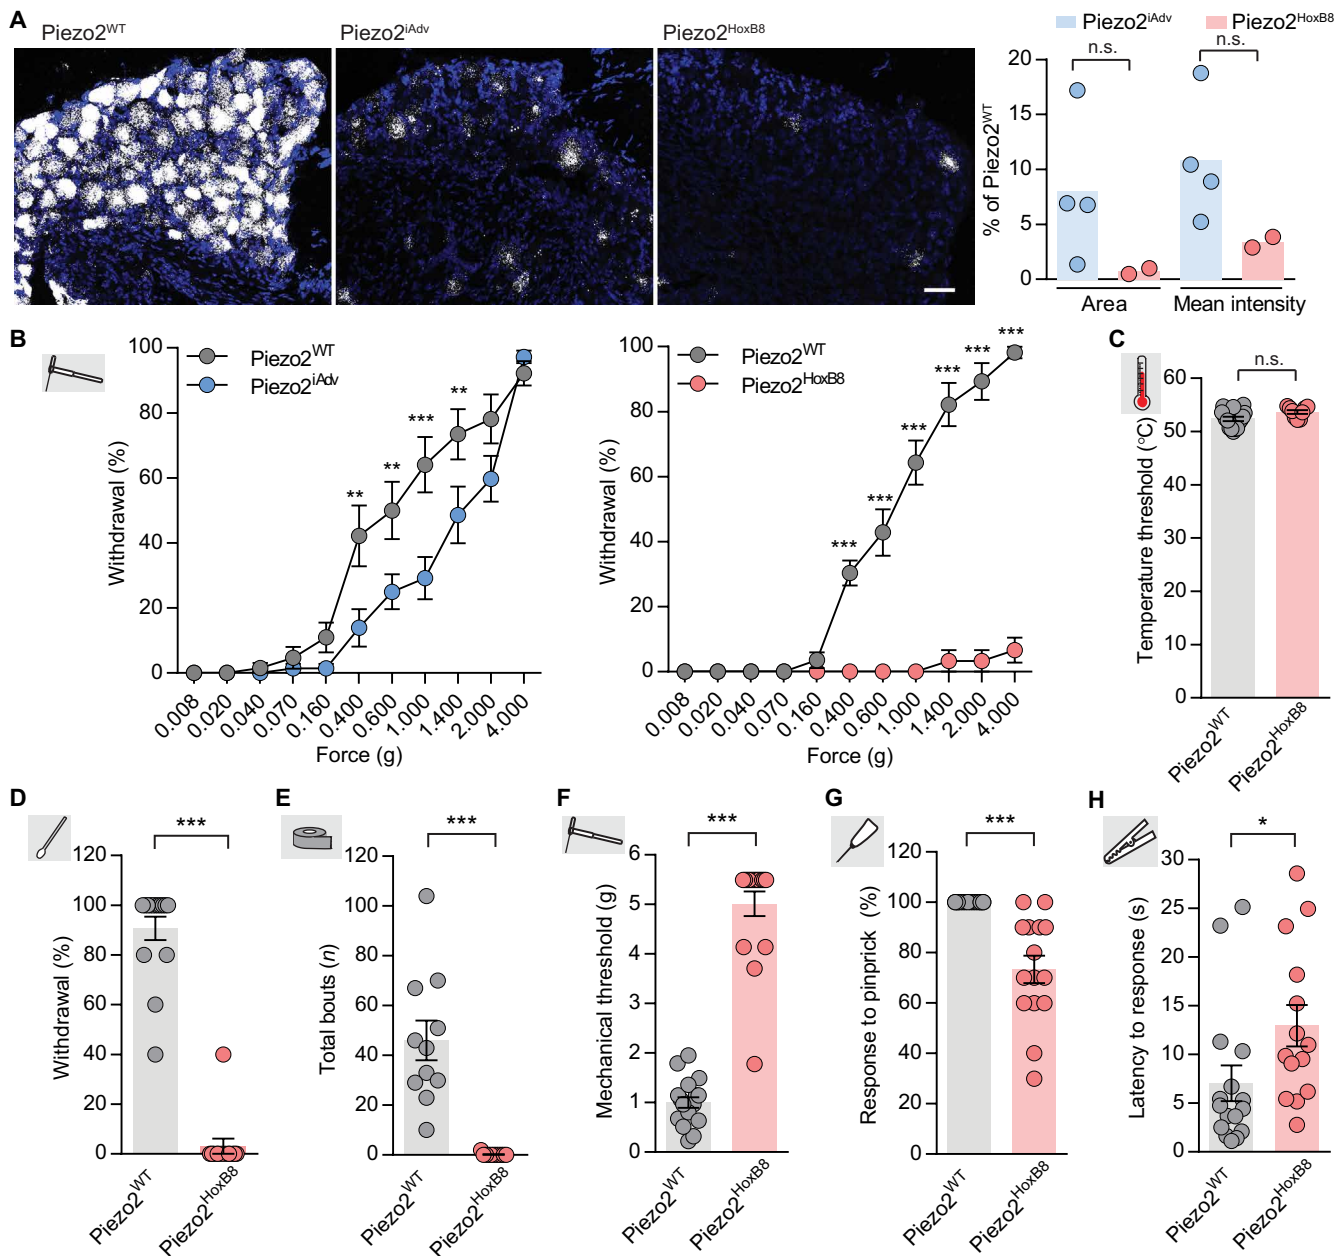 A
Piezo2WT
Piezo2iAdv
Piezo2HoxB8
Piezo2iAdv
Piezo2HoxB8
n.s.
n.s.
% of Piezo2WT
20
15
10
5
0
Area
Mean intensity
B
Withdrawal (%)
100
80
60
40
20
0
Piezo2WT
Piezo2iAdv
**
**
***
**
0.008
0.020
0.040
0.070
0.160
0.400
0.600
1.000
1.400
2.000
4.000
Force (g)
Withdrawal (%)
100
80
60
40
20
0
Piezo2WT
Piezo2HoxB8
***
***
***
***
***
***
0.008
0.020
0.040
0.070
0.160
0.400
0.600
1.000
1.400
2.000
4.000
Force (g)
C
n.s.
Temperature threshold (°C)
60
50
40
30
20
10
0
Piezo2WT
Piezo2HoxB8
D
***
Withdrawal (%)
120
100
80
60
40
20
0
Piezo2WT
Piezo2HoxB8
E
***
Total bouts (n)
120
100
80
60
40
20
0
Piezo2WT
Piezo2HoxB8
F
***
Mechanical threshold (g)
6
5
4
3
2
1
0
Piezo2WT
Piezo2HoxB8
G
***
Response to pinprick (%)
120
100
80
60
40
20
0
Piezo2WT
Piezo2HoxB8
H
*
Latency to response (s)
30
25
20
15
10
5
0
Piezo2WT
Piezo2HoxB8